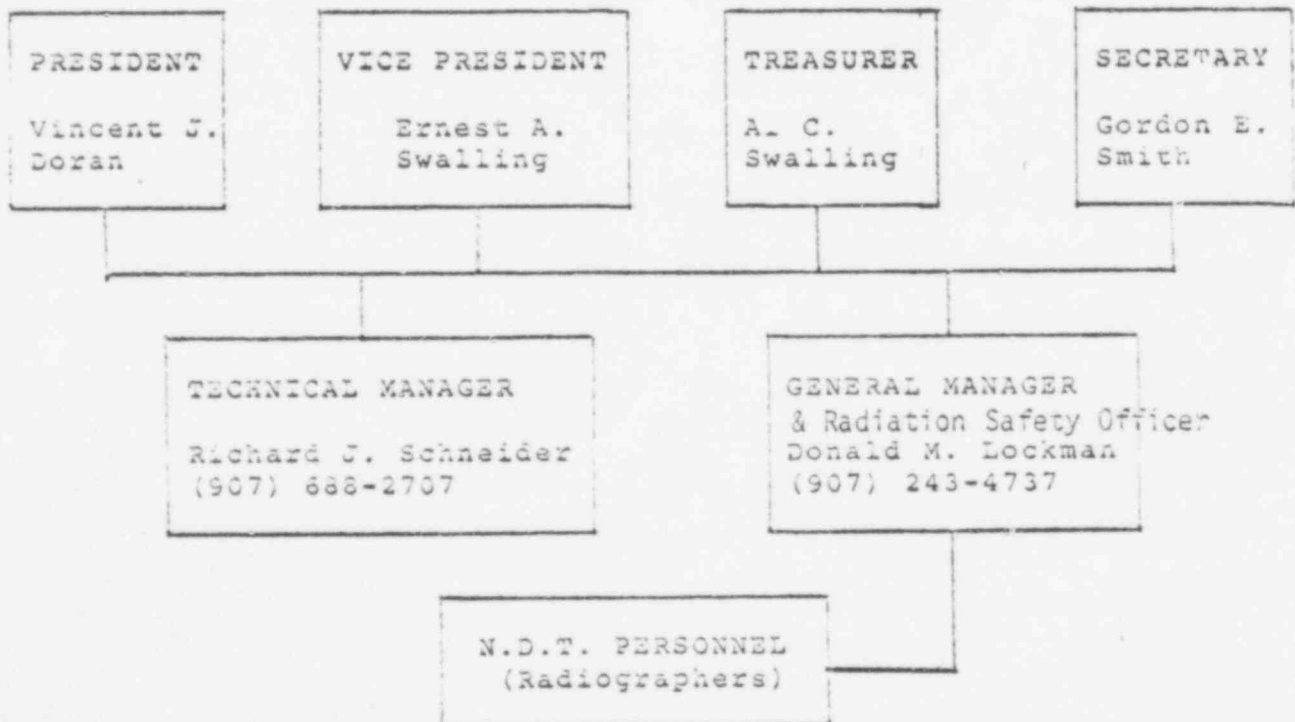 PRESIDENT
Vincent J.
Doran
VICE PRESIDENT
Ernest A.
Swalling
TREASURER
Al C.
Swalling
SECRETARY
Gordon E.
Smith
TECHNICAL MANAGER
Richard J. Schneider
(907) 688-2707
GENERAL MANAGER
& Radiation Safety Officer
Donald M. Lockman
(907) 243-4737
N.D.T. PERSONNEL
(Radiographers)